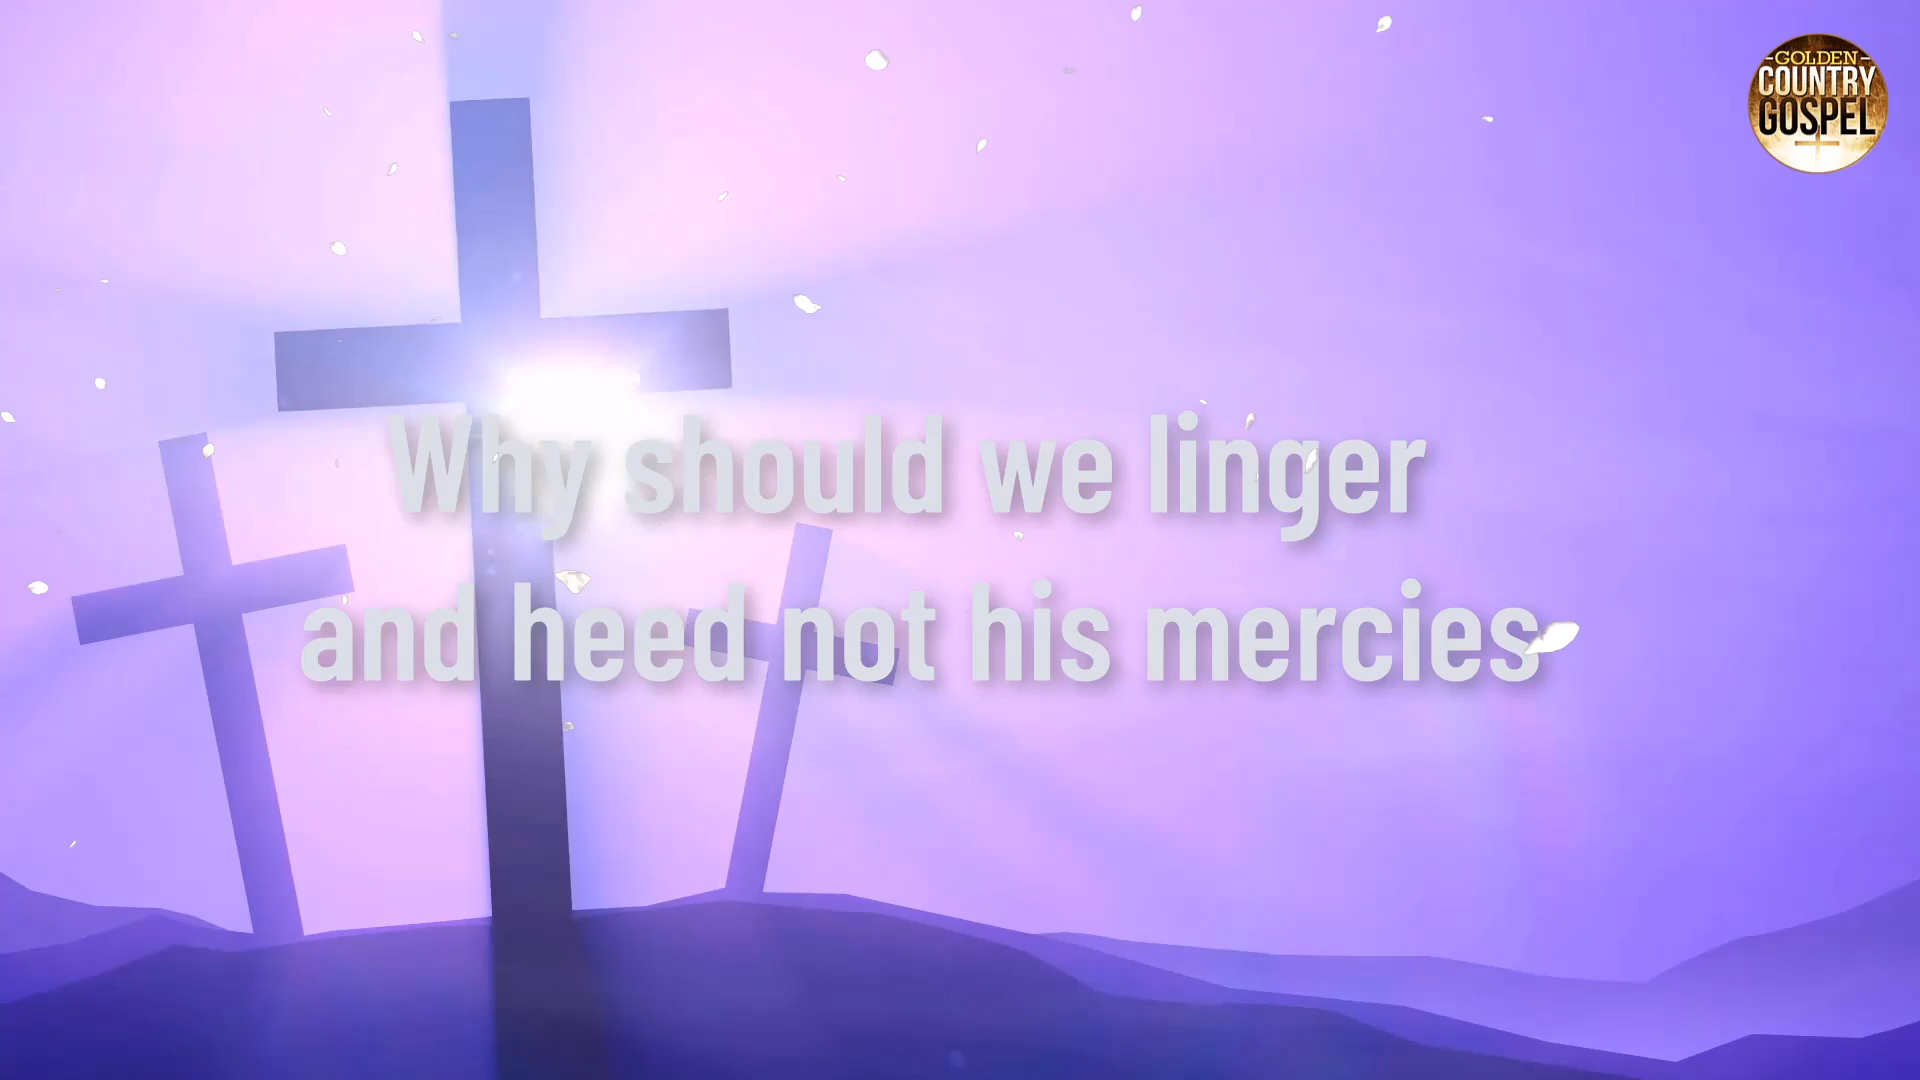 GOLDEN
COUNTRY
GOSPEL
Why should we linger
and heed not his mercies